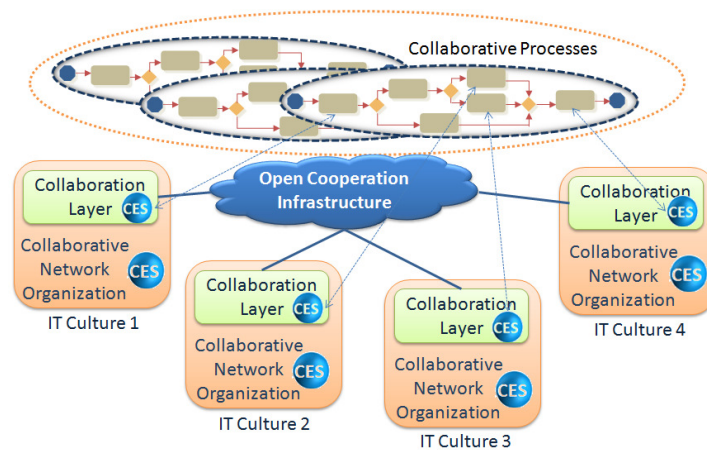 Collaborative Processes
Open Cooperation
Infrastructure
Collaboration
Layer CES
Collaborative
Network CES
Organization
IT Culture 1
Collaboration
Layer CES
Collaborative
Network CES
Organization
IT Culture 2
Collaboration
Layer CES
Collaborative
Network CES
Organization
IT Culture 3
Collaboration
Layer CES
Collaborative
Network CES
Organization
IT Culture 4